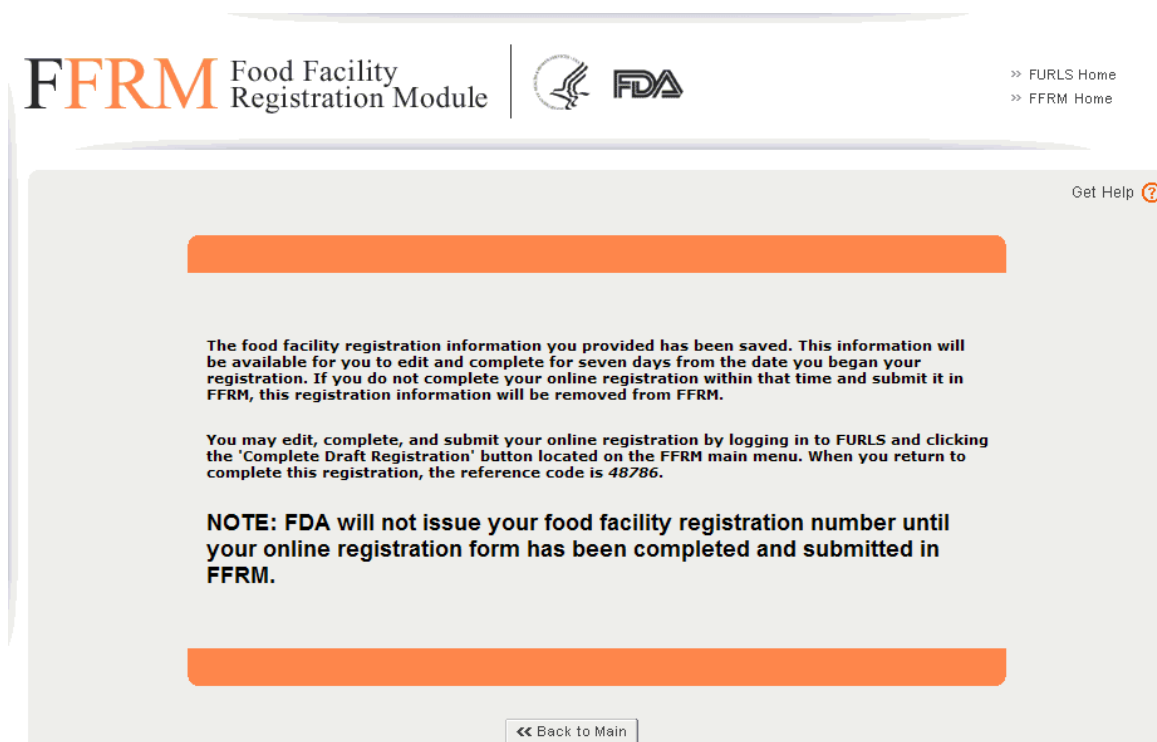 FFRM Food Facility
Registration Module
FDA
>> FURLS Home
>> FFRM Home
Get Help ?
The food facility registration information you provided has been saved. This information will
be available for you to edit and complete for seven days from the date you began your
registration. If you do not complete your online registration within that time and submit it in
FFRM, this registration information will be removed from FFRM.
You may edit, complete, and submit your online registration by logging in to FURLS and clicking
the 'Complete Draft Registration' button located on the FFRM main menu. When you return to
complete this registration, the reference code is 48786.
NOTE: FDA will not issue your food facility registration number until
your online registration form has been completed and submitted in
FFRM.
<< Back to Main